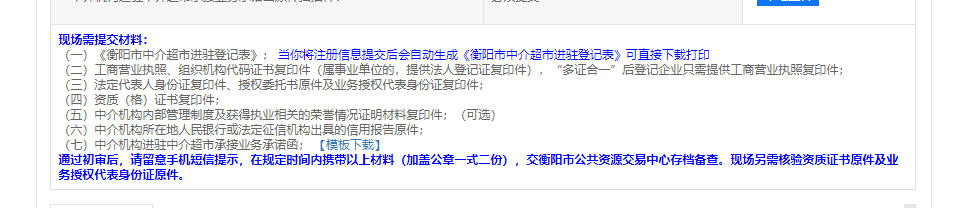 现场需提交材料：
（一）《衡阳市中介超市进驻登记表》； 当你将注册信息提交后会自动生成《衡阳市中介超市进驻登记表》可直接下载打印
（二）工商营业执照、组织机构代码证书复印件（属事业单位的，提供法人登记证复印件），“多证合一”后登记企业只需提供工商营业执照复印件；
（三）法定代表人身份证复印件、授权委托书原件及业务授权代表身份证复印件；
（四）资质（格）证书复印件；
（五）中介机构内部管理制度及获得执业相关的荣誉情况证明材料复印件；（可选）
（六）中介机构所在地人民银行或法定征信机构出具的信用报告原件；
（七）中介机构进驻中介超市承接业务承诺函； 【模板下载】
通过初审后，请留意手机短信提示，在规定时间内携带以上材料（加盖公章一式二份），交衡阳市公共资源交易中心存档备查。现场另需核验资质证书原件及业
务授权代表身份证原件。